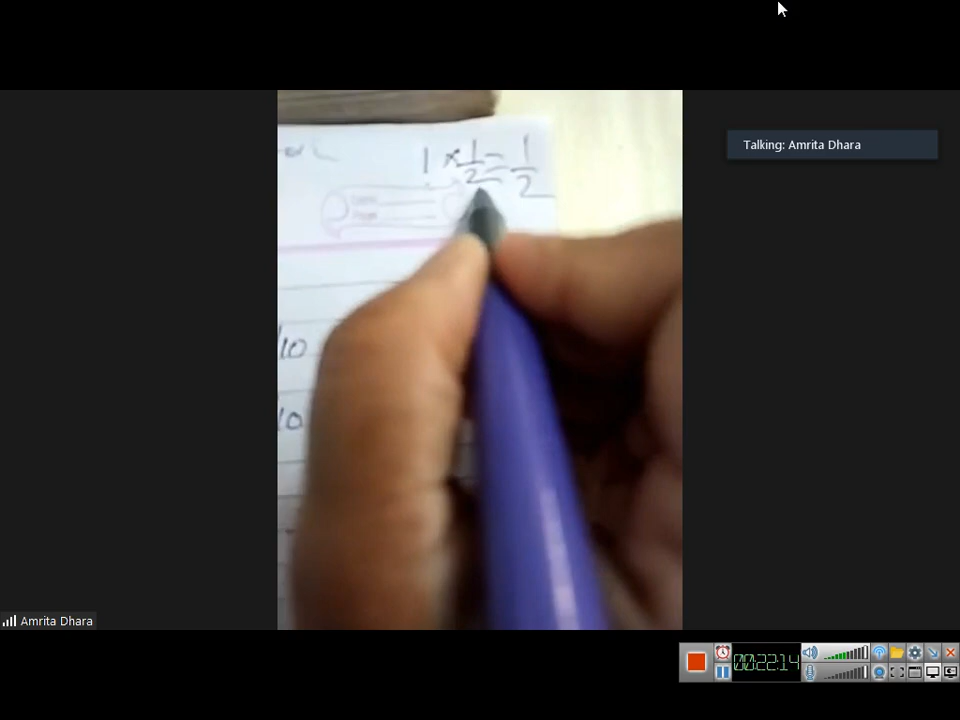 Talking: Amrita Dhara
1 × 1/2 = 1/2
/10
/10
Amrita Dhara
00:22:14